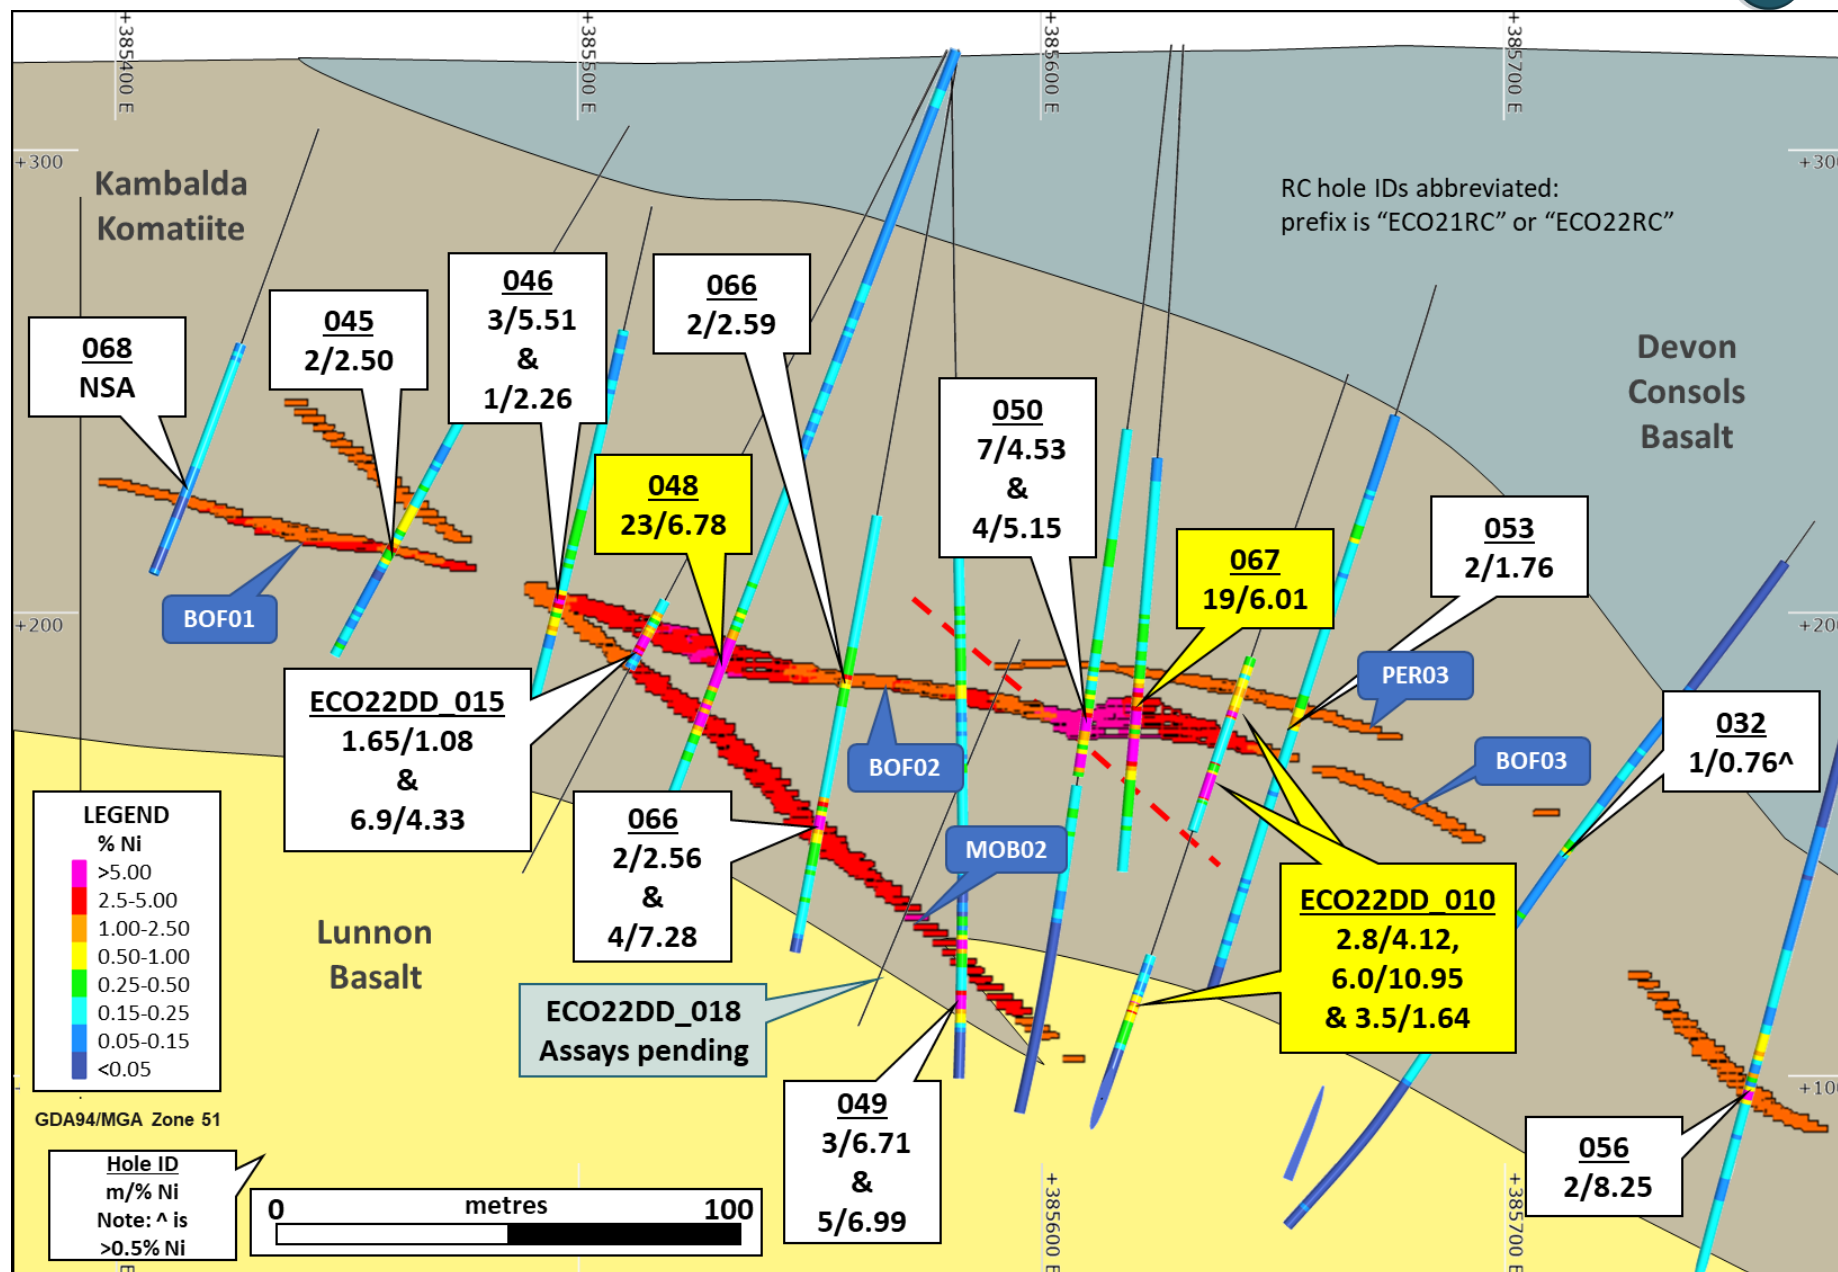 +385400 E
+385500 E
+385600 E
+385700 E
+300
+300
Kambalda
Komatiite
RC hole IDs abbreviated:
prefix is “ECO21RC” or “ECO22RC”
046
3/5.51
&
1/2.26
066
2/2.59
045
2/2.50
068
NSA
Devon
Consols
Basalt
050
7/4.53
&
4/5.15
048
23/6.78
053
2/1.76
067
19/6.01
BOF01
+200
+200
PER03
ECO22DD_015
1.65/1.08
&
6.9/4.33
032
1/0.76^
BOF02
BOF03
LEGEND
% Ni
>5.00
2.5-5.00
1.00-2.50
0.50-1.00
0.25-0.50
0.15-0.25
0.05-0.15
<0.05
066
2/2.56
&
4/7.28
MOB02
Lunnon
Basalt
ECO22DD_010
2.8/4.12,
6.0/10.95
& 3.5/1.64
ECO22DD_018
Assays pending
+100
GDA94/MGA Zone 51
049
3/6.71
&
5/6.99
056
2/8.25
Hole ID
m/% Ni
Note: ^ is
>0.5% Ni
0
metres
100
+385600 E
+385700 E